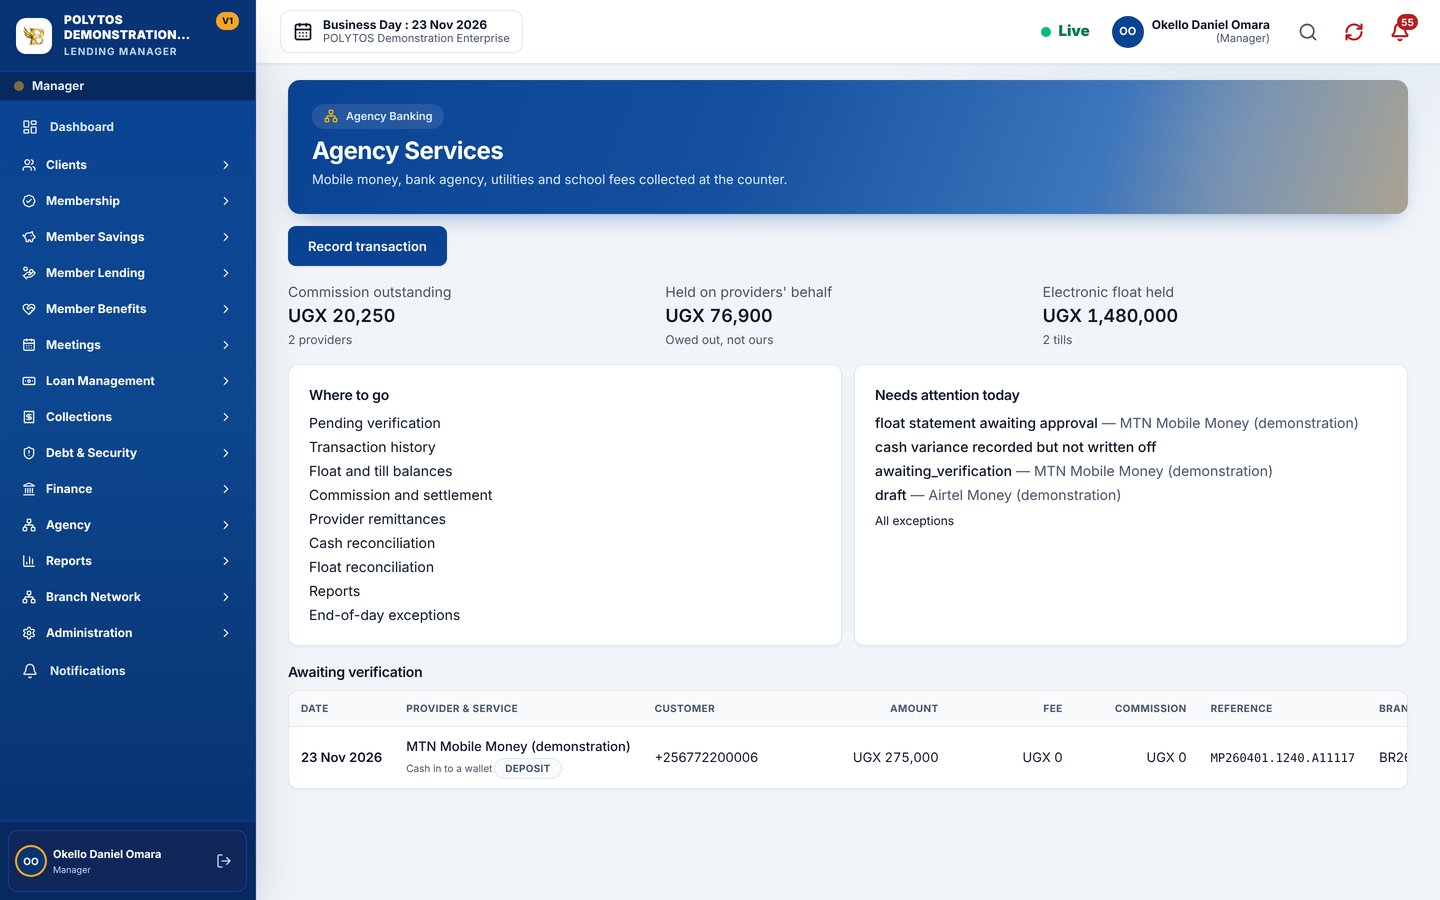 POLYTOS
DEMONSTRATION...
LENDING MANAGER
V1
Manager
Dashboard
Clients
Membership
Member Savings
Member Lending
Member Benefits
Meetings
Loan Management
Collections
Debt & Security
Finance
Agency
Reports
Branch Network
Administration
Notifications
OO
Okello Daniel Omara
Manager
Business Day : 23 Nov 2026
POLYTOS Demonstration Enterprise
Live
OO
Okello Daniel Omara
(Manager)
55
Agency Banking
Agency Services
Mobile money, bank agency, utilities and school fees collected at the counter.
Record transaction
Commission outstanding
UGX 20,250
2 providers
Held on providers' behalf
UGX 76,900
Owed out, not ours
Electronic float held
UGX 1,480,000
2 tills
Where to go
Pending verification
Transaction history
Float and till balances
Commission and settlement
Provider remittances
Cash reconciliation
Float reconciliation
Reports
End-of-day exceptions
Needs attention today
float statement awaiting approval — MTN Mobile Money (demonstration)
cash variance recorded but not written off
awaiting_verification — MTN Mobile Money (demonstration)
draft — Airtel Money (demonstration)
All exceptions
Awaiting verification
DATE PROVIDER & SERVICE CUSTOMER AMOUNT FEE COMMISSION REFERENCE BRAN
23 Nov 2026 MTN Mobile Money (demonstration) +256772200006 UGX 275,000 UGX 0 UGX 0 MP260401.1240.A11117 BR26
Cash in to a wallet DEPOSIT